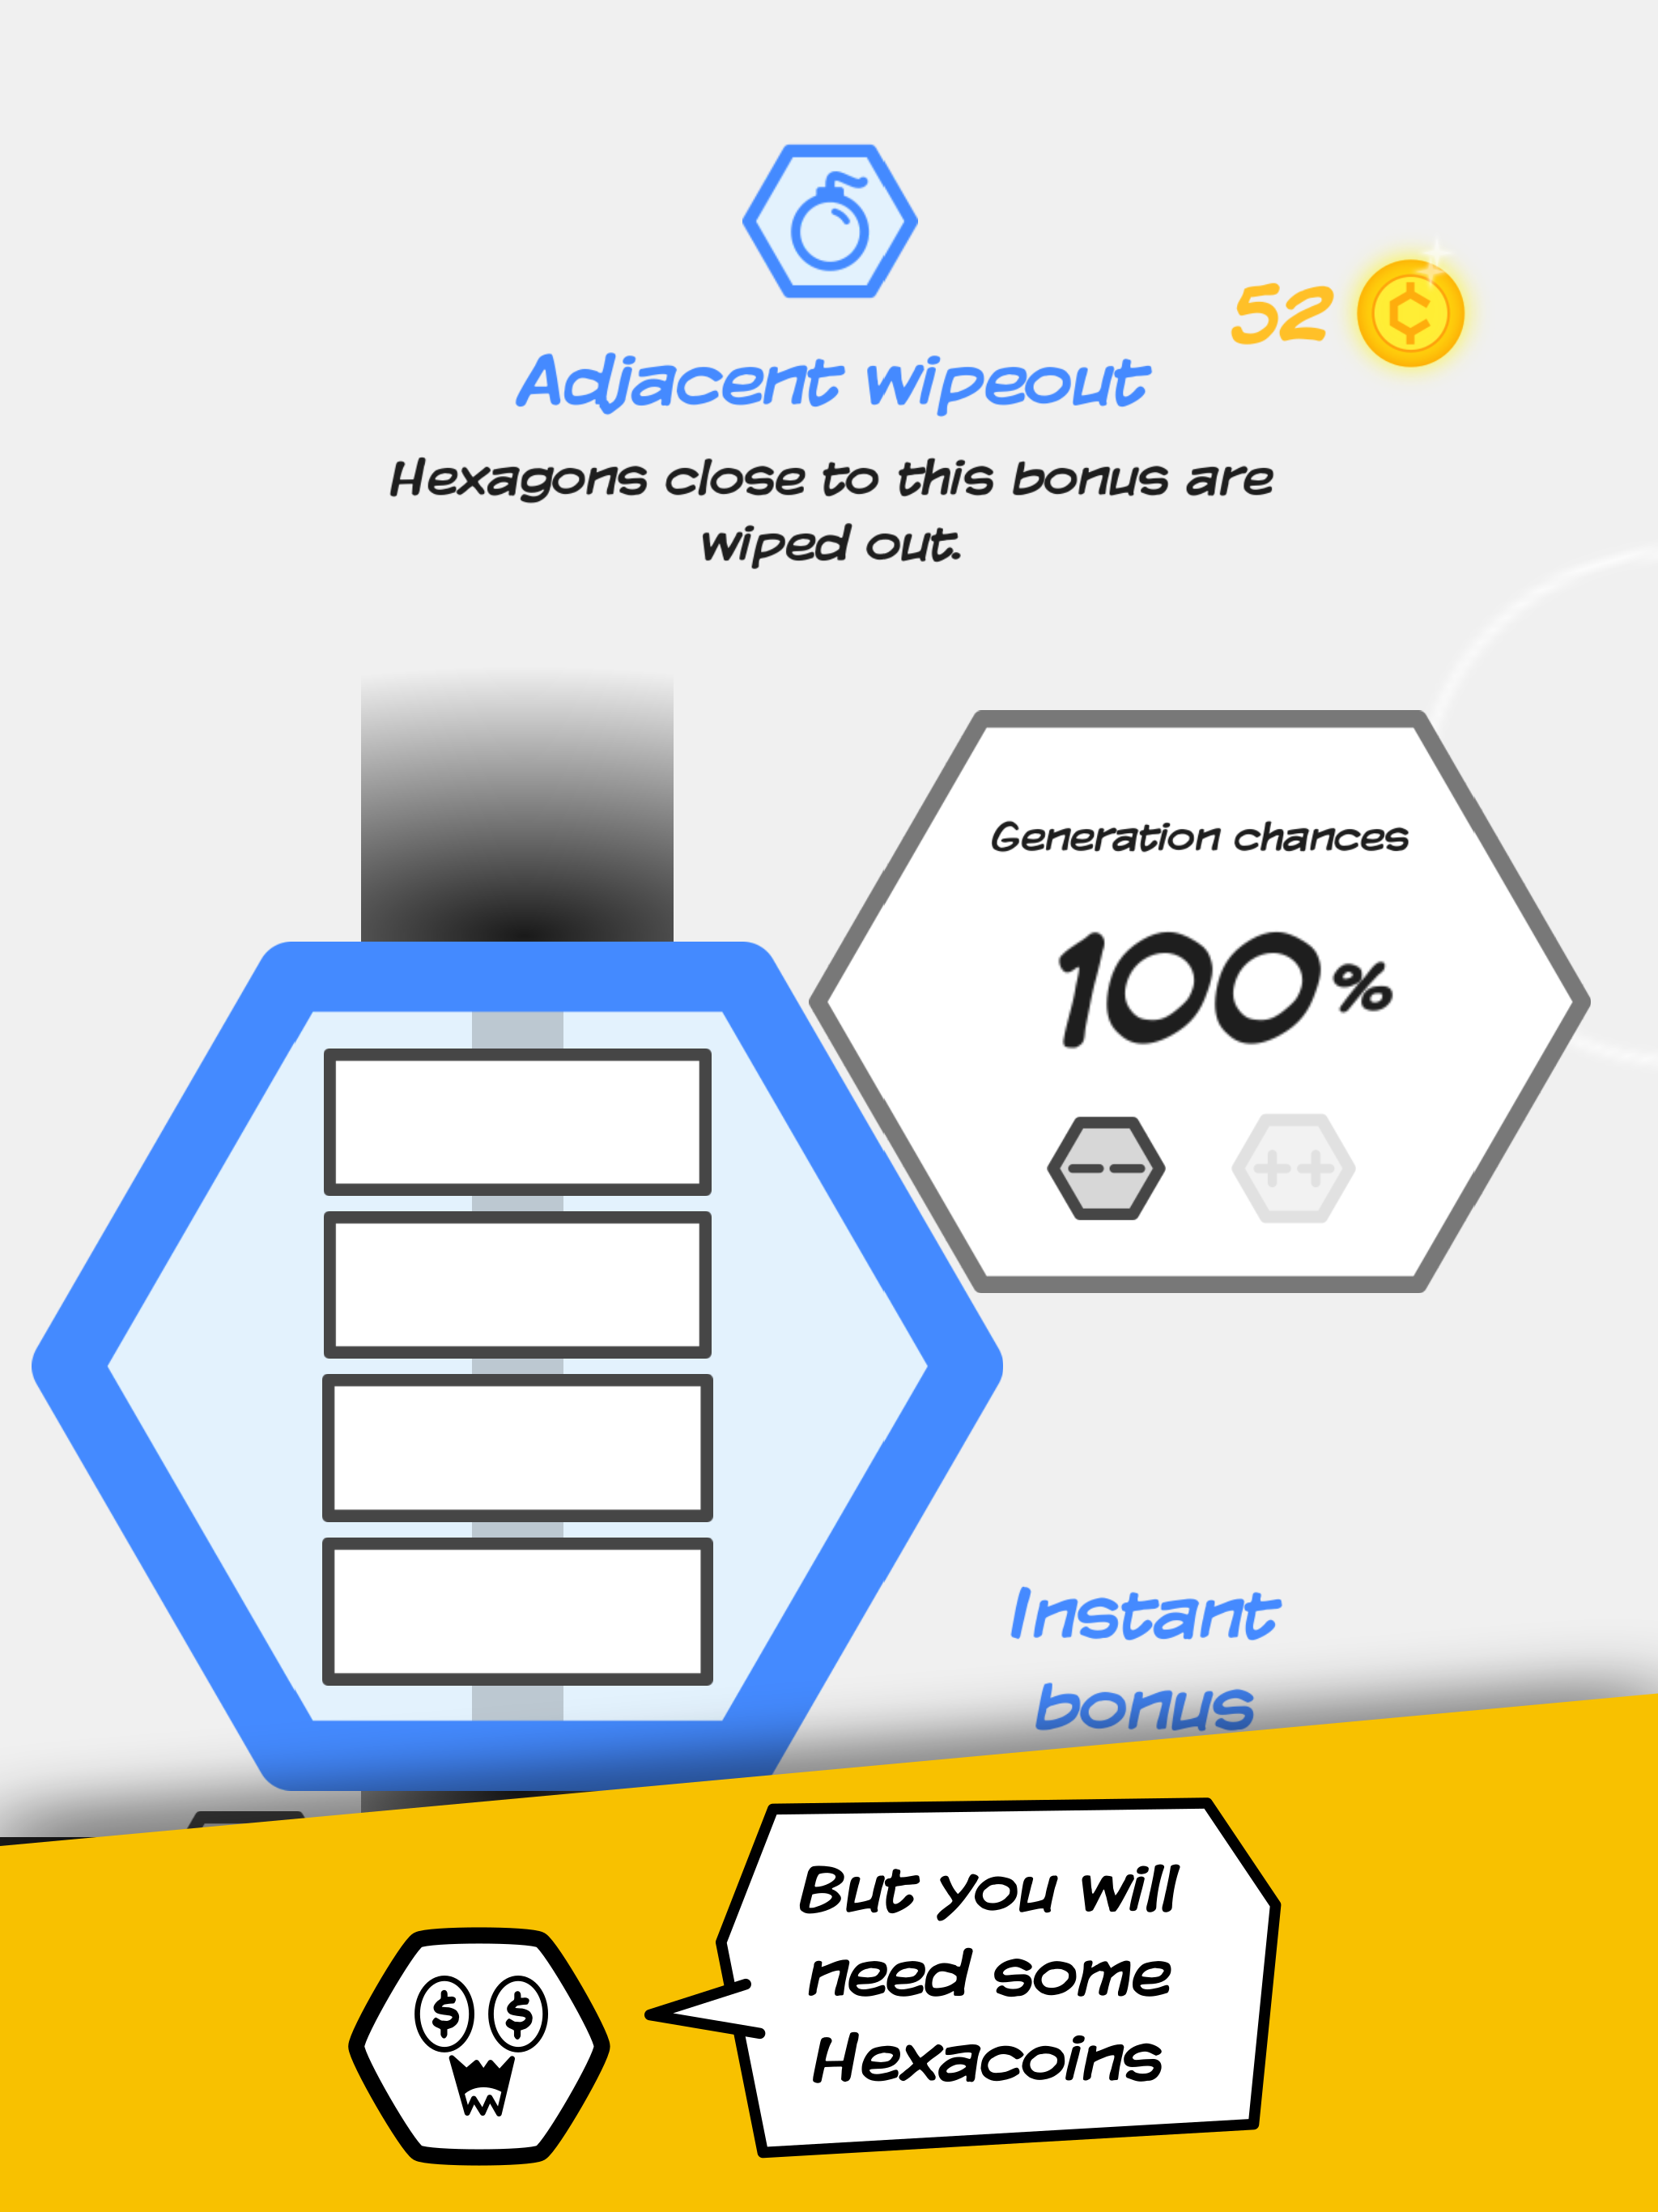 52
Adjacent wipeout
Hexagons close to this bonus are
wiped out.
Generation chances
100%
-- ++
Instant
bonus
But you will
need some
Hexacoins